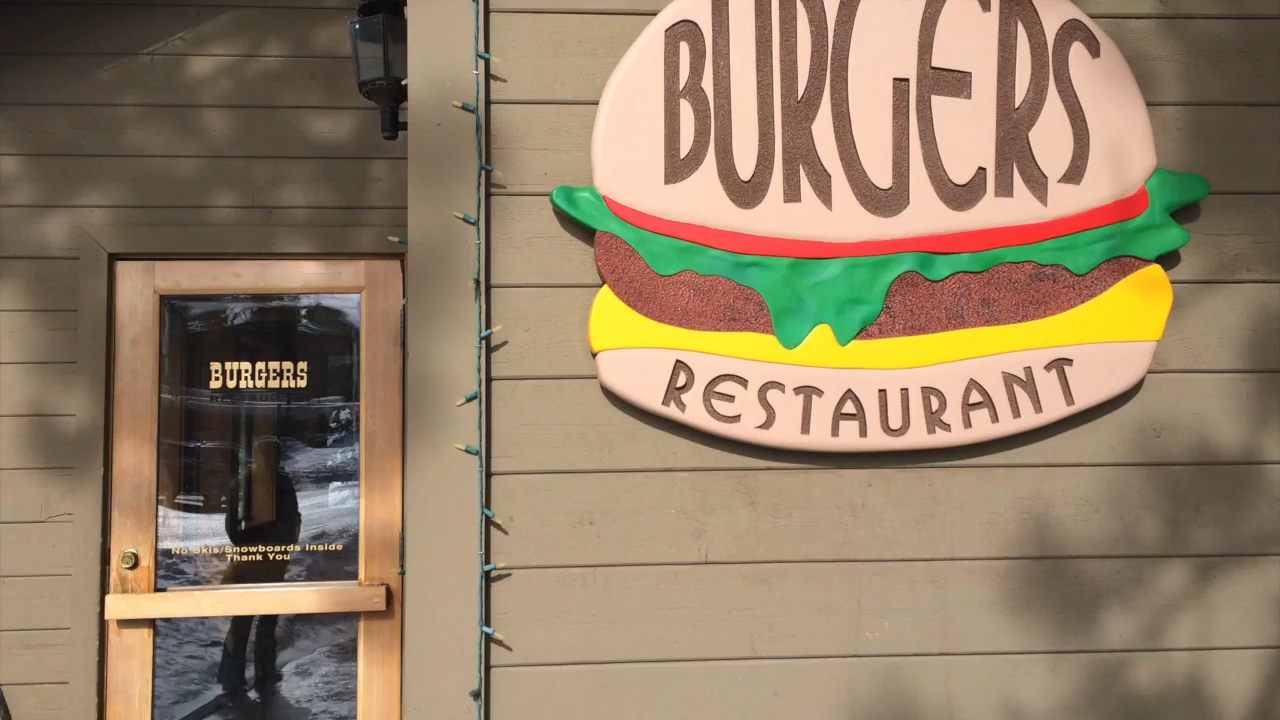 BURGERS
RESTAURANT
BURGERS
No Skis/Snowboards Inside
Thank You